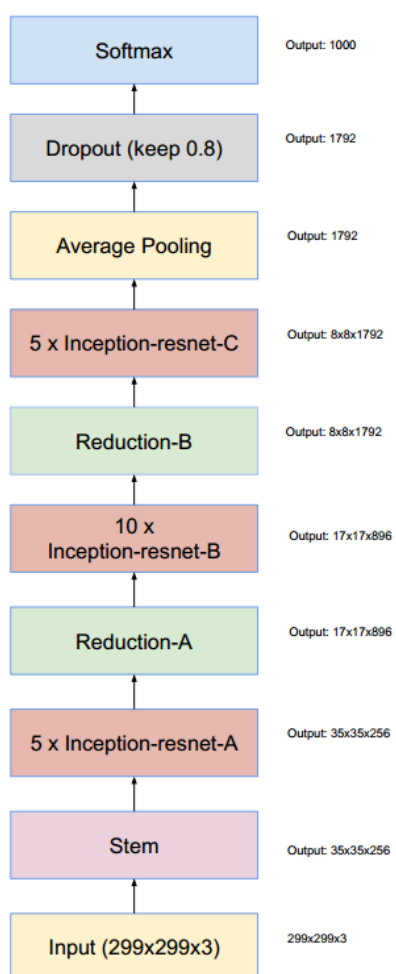 Softmax
Output: 1000
Dropout (keep 0.8)
Output: 1792
Average Pooling
Output: 1792
5 x Inception-resnet-C
Output: 8x8x1792
Reduction-B
Output: 8x8x1792
10 x
Inception-resnet-B
Output: 17x17x896
Reduction-A
Output: 17x17x896
5 x Inception-resnet-A
Output: 35x35x256
Stem
Output: 35x35x256
Input (299x299x3)
299x299x3